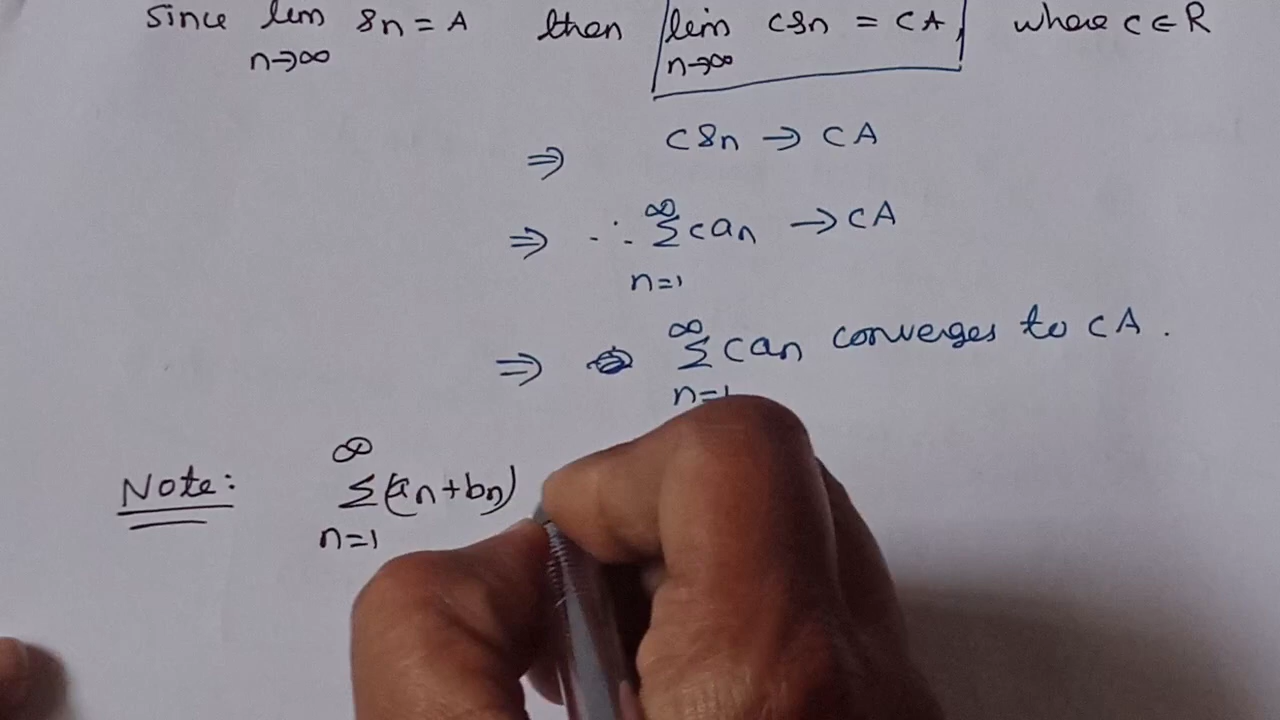 Since lim sn = A then lim csn = cA, where c ∈ R
n→∞ n→∞
⇒ csn → cA
⇒ ∴ ∞ Σ can → cA
n=1
⇒ ∞ Σ can converges to cA.
n=1
Note: ∞ Σ (an+bn)
n=1